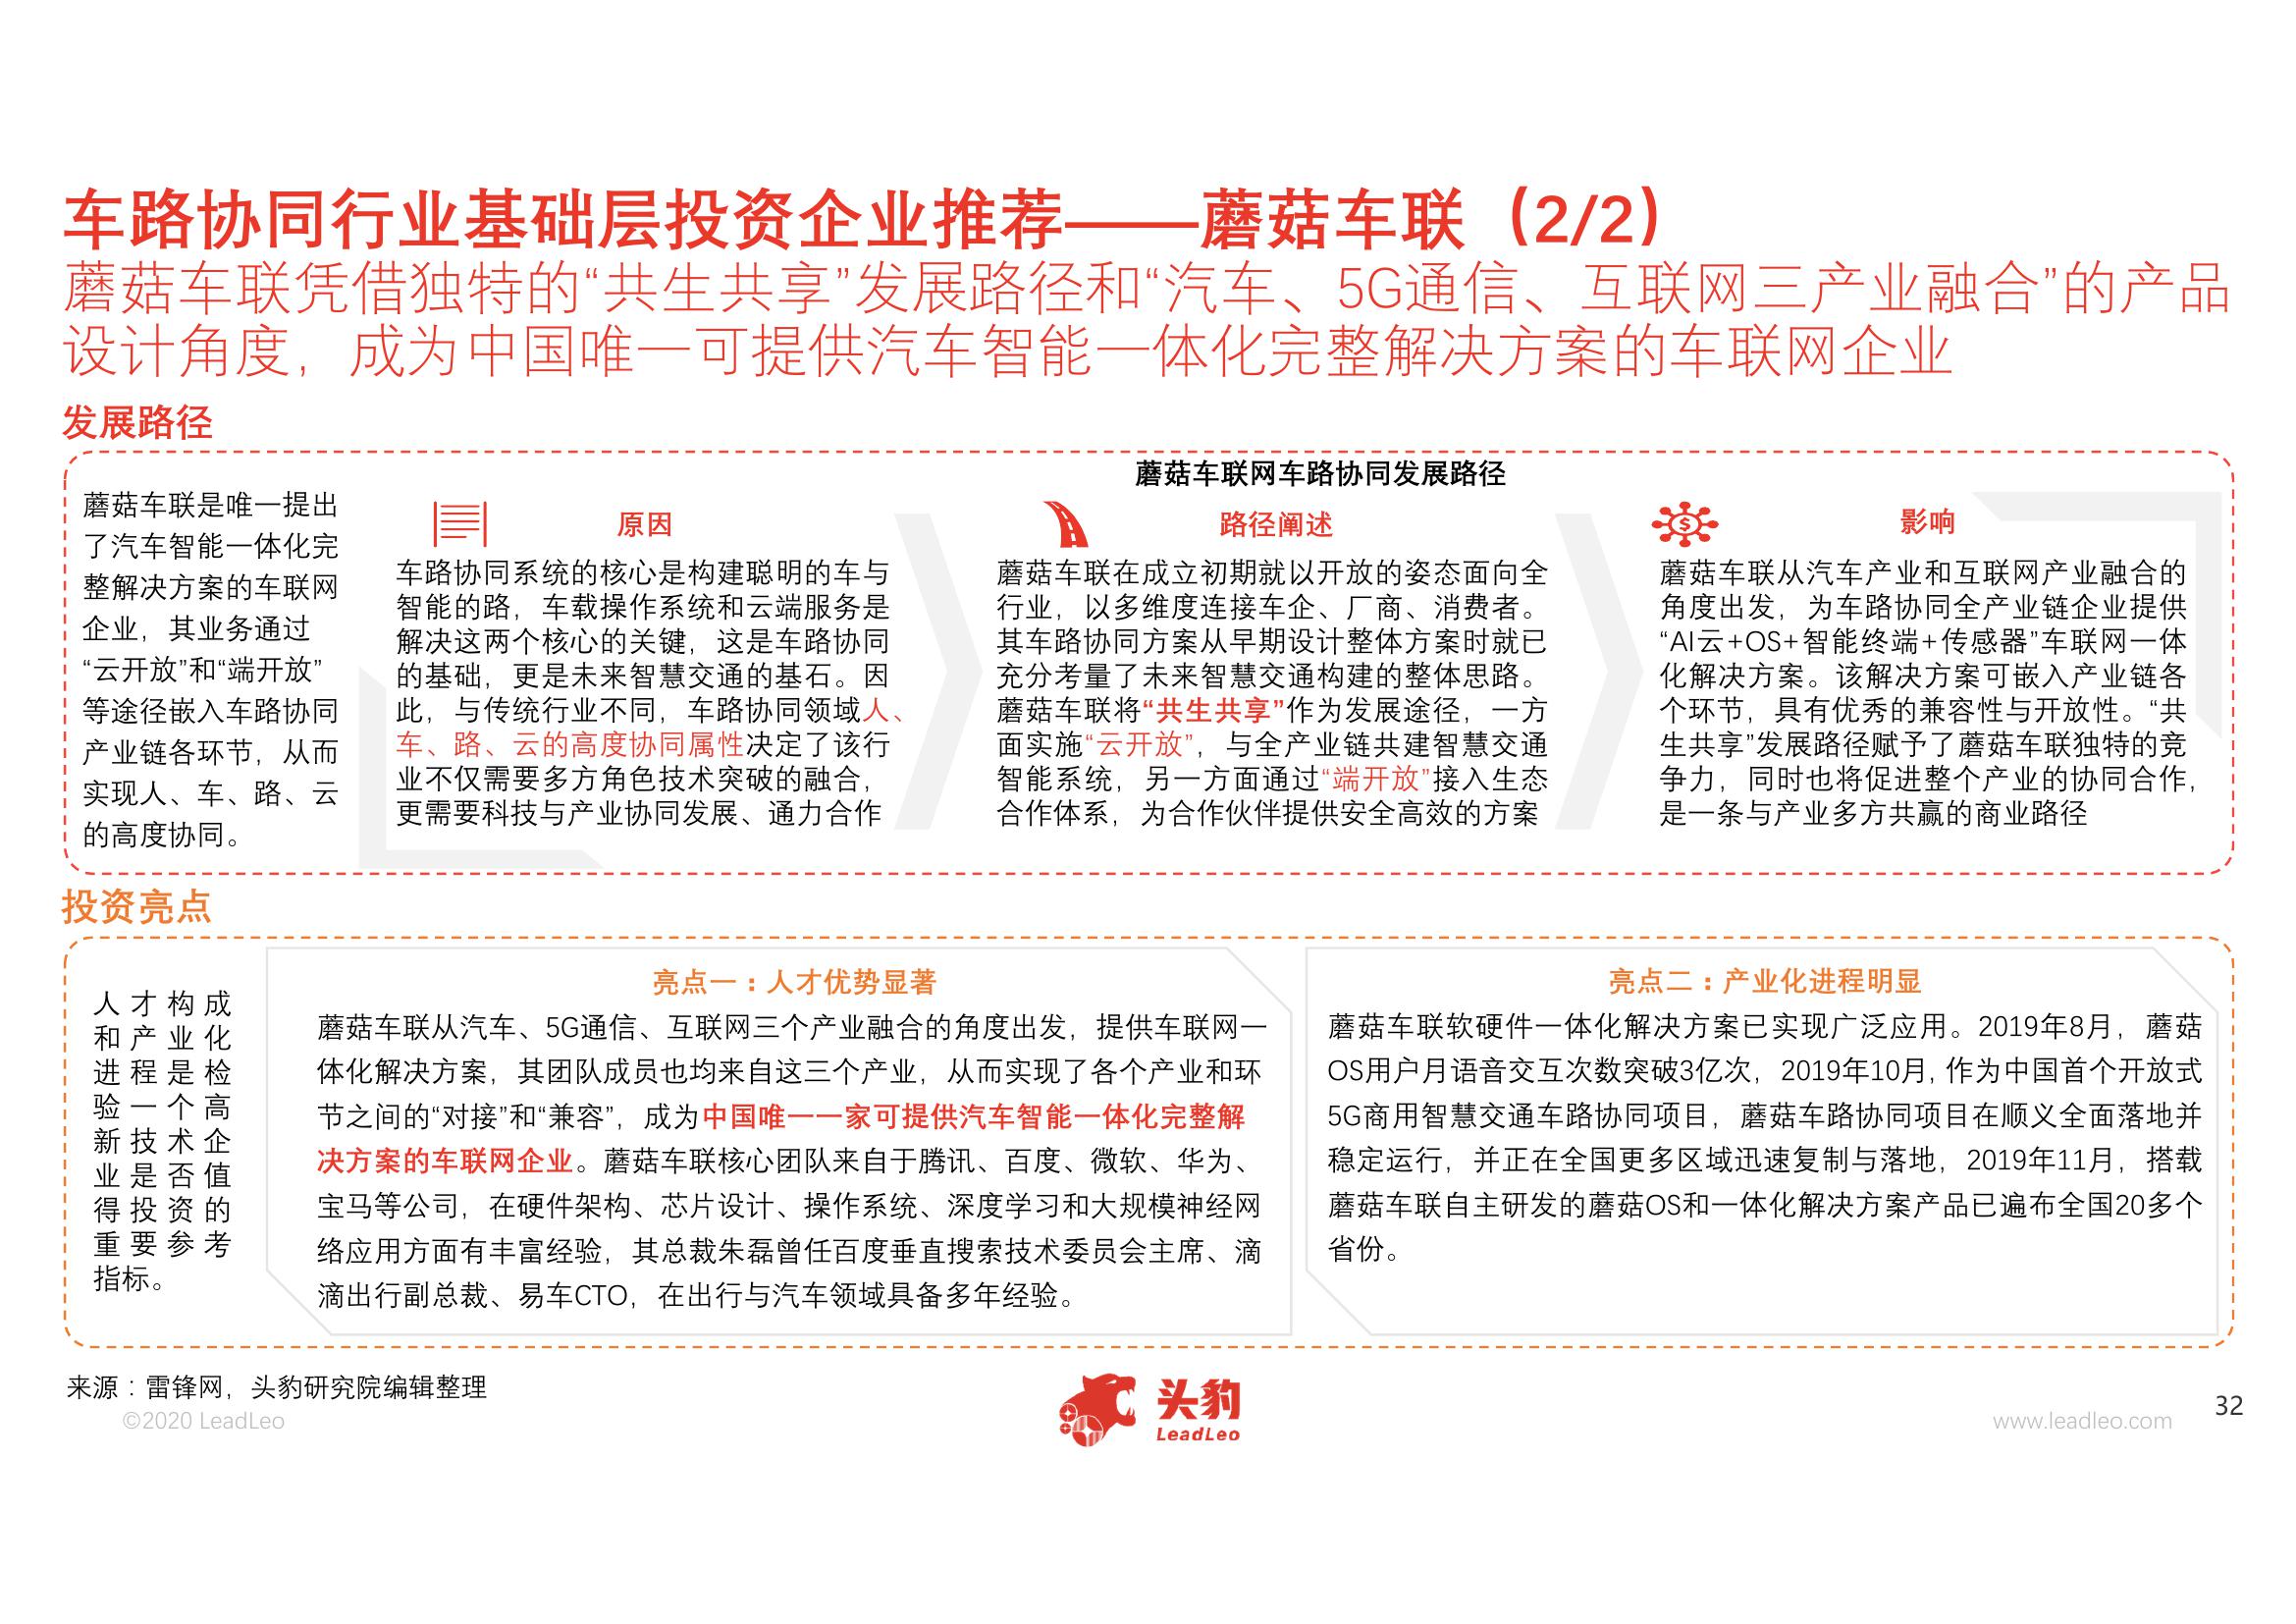 车路协同行业基础层投资企业推荐——蘑菇车联（2/2）
蘑菇车联凭借独特的“共生共享”发展路径和“汽车、5G通信、互联网三产业融合”的产品
设计角度，成为中国唯一可提供汽车智能一体化完整解决方案的车联网企业
发展路径
蘑菇车联是唯一提出
了汽车智能一体化完
整解决方案的车联网
企业，其业务通过
“云开放”和“端开放”
等途径嵌入车路协同
产业链各环节，从而
实现人、车、路、云
的高度协同。
蘑菇车联网车路协同发展路径
原因
车路协同系统的核心是构建聪明的车与
智能的路，车载操作系统和云端服务是
解决这两个核心的关键，这是车路协同
的基础，更是未来智慧交通的基石。因
此，与传统行业不同，车路协同领域人、
车、路、云的高度协同属性决定了该行
业不仅需要多方角色技术突破的融合，
更需要科技与产业协同发展、通力合作
路径阐述
蘑菇车联在成立初期就以开放的姿态面向全
行业，以多维度连接车企、厂商、消费者。
其车路协同方案从早期设计整体方案时就已
充分考量了未来智慧交通构建的整体思路。
蘑菇车联将“共生共享”作为发展途径，一方
面实施“云开放”，与全产业链共建智慧交通
智能系统，另一方面通过“端开放”接入生态
合作体系，为合作伙伴提供安全高效的方案
影响
蘑菇车联从汽车产业和互联网产业融合的
角度出发，为车路协同全产业链企业提供
“AI云+OS+智能终端+传感器”车联网一体
化解决方案。该解决方案可嵌入产业链各
个环节，具有优秀的兼容性与开放性。“共
生共享”发展路径赋予了蘑菇车联独特的竞
争力，同时也将促进整个产业的协同合作，
是一条与产业多方共赢的商业路径
投资亮点
人才构成
和产业化
进程是检
验一个高
新技术企
业是否值
得投资的
重要参考
指标。
亮点一：人才优势显著
蘑菇车联从汽车、5G通信、互联网三个产业融合的角度出发，提供车联网一
体化解决方案，其团队成员也均来自这三个产业，从而实现了各个产业和环
节之间的“对接”和“兼容”，成为中国唯一一家可提供汽车智能一体化完整解
决方案的车联网企业。蘑菇车联核心团队来自于腾讯、百度、微软、华为、
宝马等公司，在硬件架构、芯片设计、操作系统、深度学习和大规模神经网
络应用方面有丰富经验，其总裁朱磊曾任百度垂直搜索技术委员会主席、滴
滴出行副总裁、易车CTO，在出行与汽车领域具备多年经验。
亮点二：产业化进程明显
蘑菇车联软硬件一体化解决方案已实现广泛应用。2019年8月，蘑菇
OS用户月语音交互次数突破3亿次，2019年10月, 作为中国首个开放式
5G商用智慧交通车路协同项目，蘑菇车路协同项目在顺义全面落地并
稳定运行，并正在全国更多区域迅速复制与落地，2019年11月，搭载
蘑菇车联自主研发的蘑菇OS和一体化解决方案产品已遍布全国20多个
省份。
来源：雷锋网，头豹研究院编辑整理
©2020 LeadLeo
头豹
LeadLeo
www.leadleo.com
32